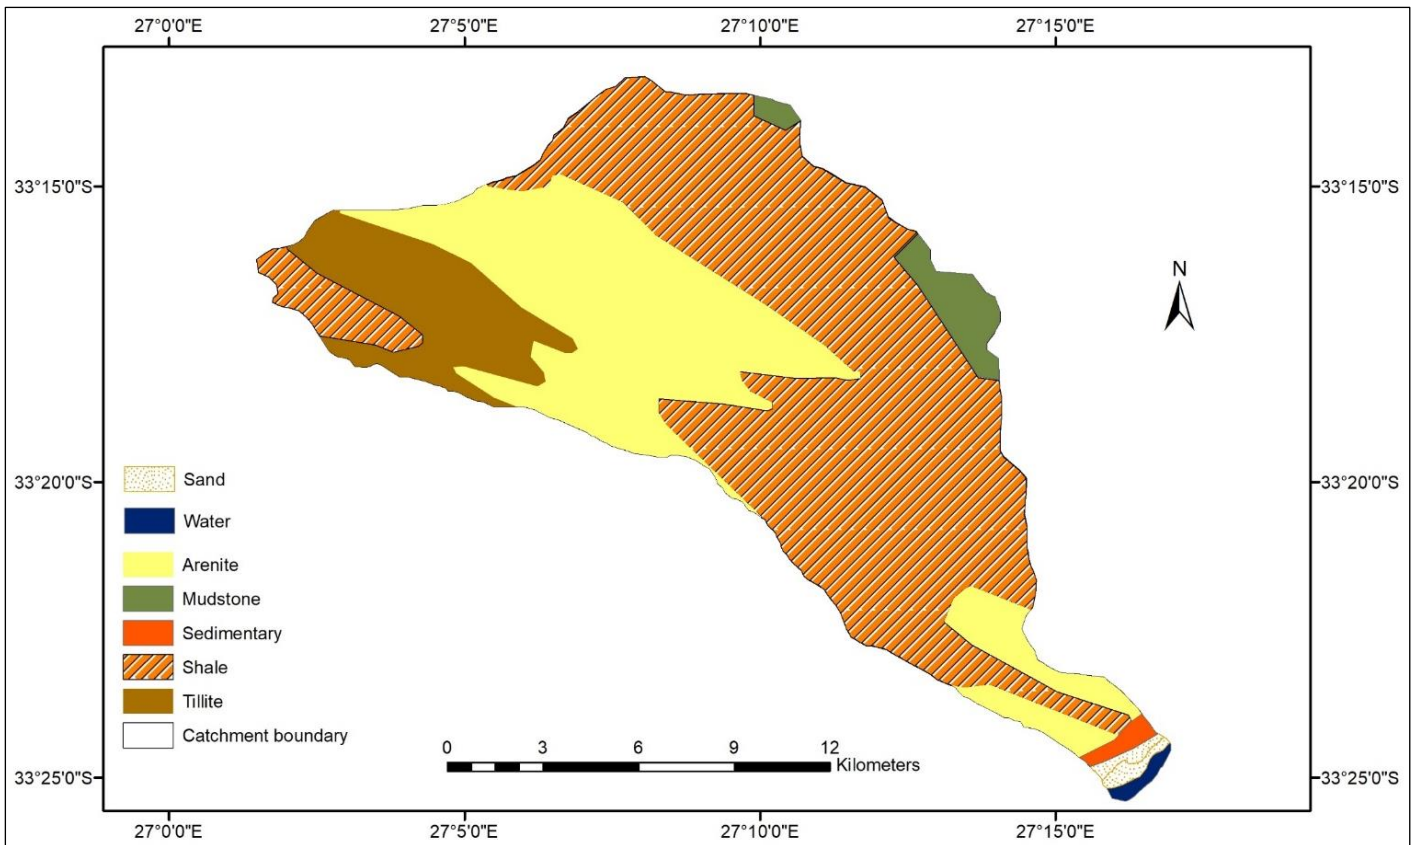 27°0'0"E 27°5'0"E 27°10'0"E 27°15'0"E
33°15'0"S 33°15'0"S
N
33°20'0"S 33°20'0"S
Sand
Water
Arenite
Mudstone
Sedimentary
Shale
Tillite
Catchment boundary
0 3 6 9 12
Kilometers
33°25'0"S 33°25'0"S
27°0'0"E 27°5'0"E 27°10'0"E 27°15'0"E